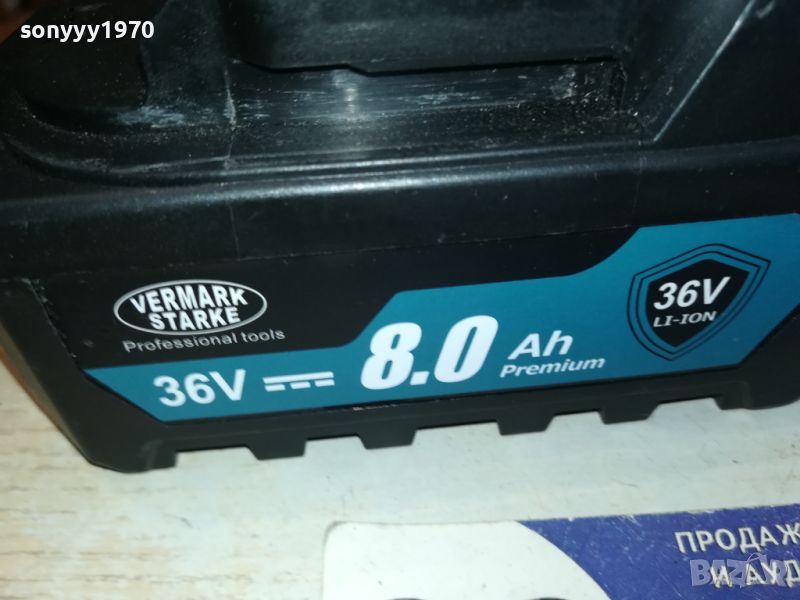 sonyyy1970
VERMARK
STARKE
Professional tools
36V
8.0 Ah
Premium
36V
LI-ION
ПРОДАЖ
И АУД